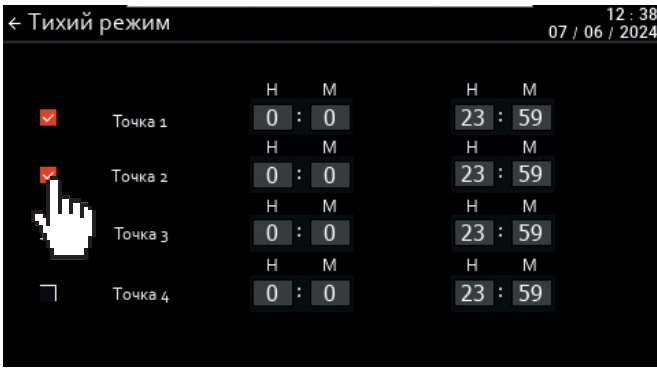 ← Тихий режим
12 : 38
07 / 06 / 2024
H M H M
Точка 1 0 : 0 23 : 59
H M H M
Точка 2 0 : 0 23 : 59
H M H M
Точка 3 0 : 0 23 : 59
H M H M
Точка 4 0 : 0 23 : 59